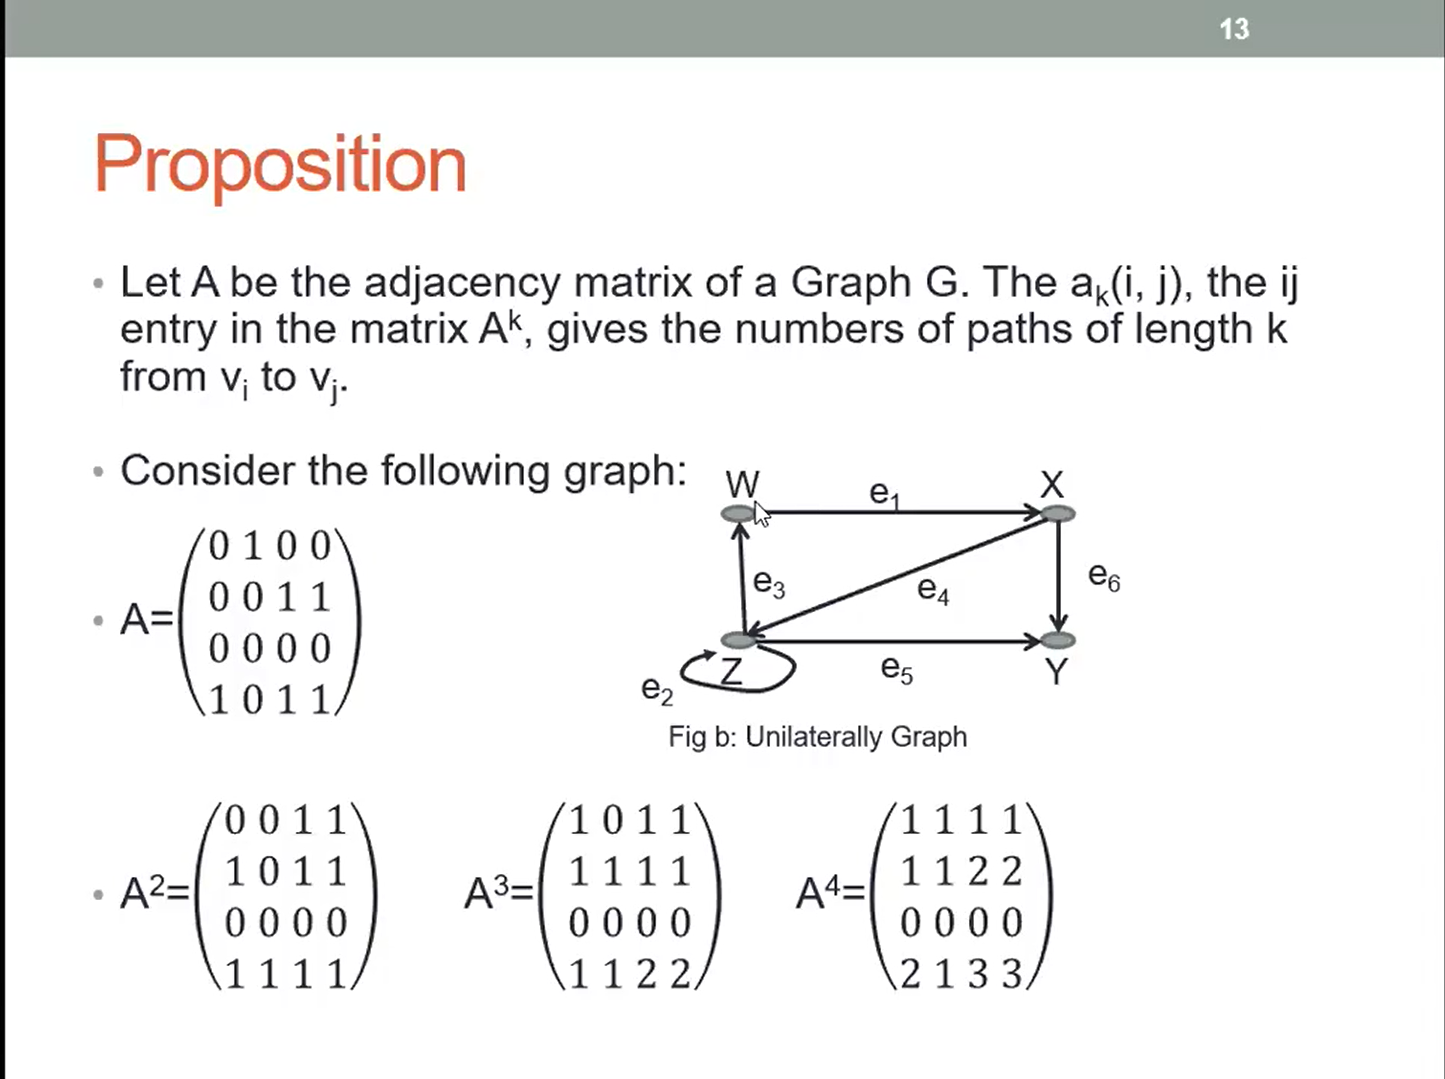 13
Proposition
• Let A be the adjacency matrix of a Graph G. The aₖ(i, j), the ij
entry in the matrix Aᵏ, gives the numbers of paths of length k
from vᵢ to vⱼ.
• Consider the following graph:
W
X
e₁
e₃
e₄
e₆
Z
Y
e₂
e₅
Fig b: Unilaterally Graph
• A=
0 1 0 0
0 0 1 1
0 0 0 0
1 0 1 1
• A²=
0 0 1 1
1 0 1 1
0 0 0 0
1 1 1 1
A³=
1 0 1 1
1 1 1 1
0 0 0 0
1 1 2 2
A⁴=
1 1 1 1
1 1 2 2
0 0 0 0
2 1 3 3